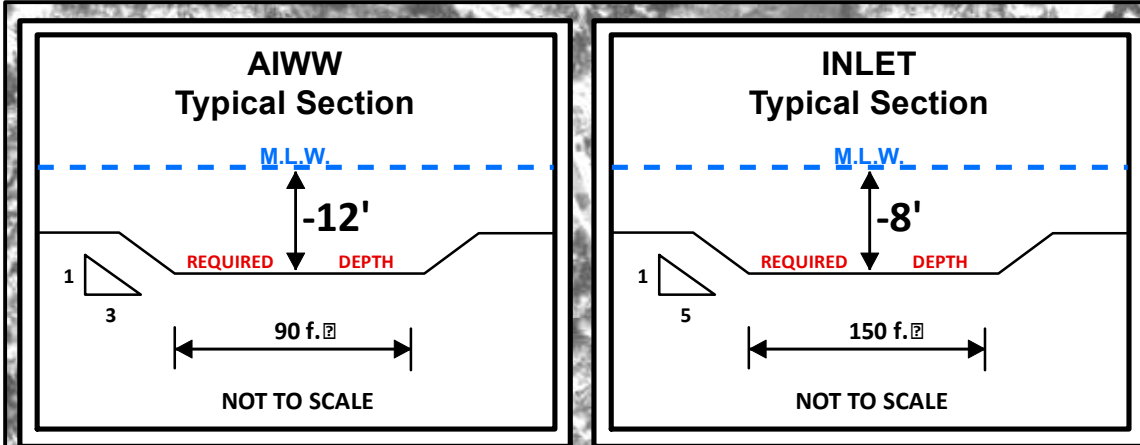 AIWW
Typical Section
M.L.W.
-12'
REQUIRED DEPTH
1
3
90 f.⍰
NOT TO SCALE
INLET
Typical Section
M.L.W.
-8'
REQUIRED DEPTH
1
5
150 f.⍰
NOT TO SCALE